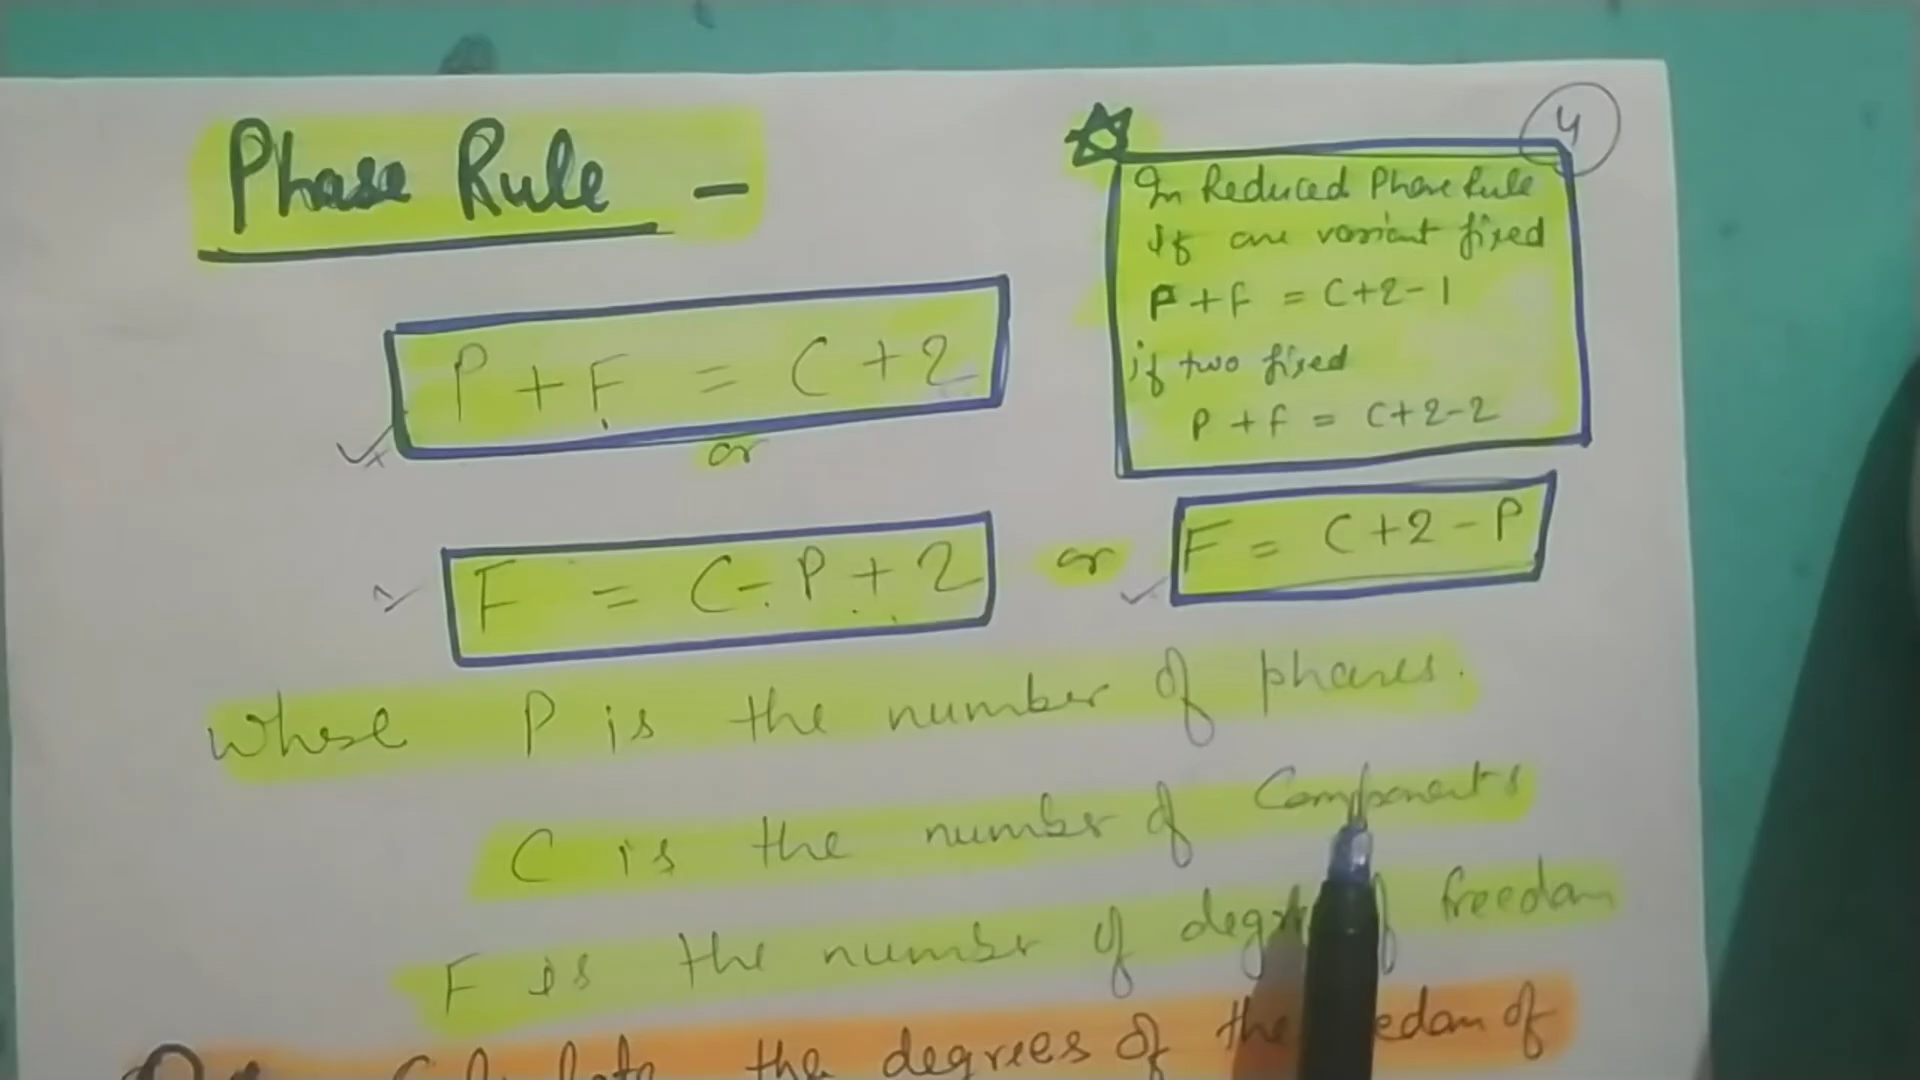 4
Phase Rule -
In Reduced Phase Rule
if one variant fixed
P + F = C+2-1
if two fixed
P + F = C+2-2
P + F = C + 2
or
F = C - P + 2 or F = C+2-P
Where P is the number of phases.
C is the number of Components
F is the number of degree of freedom
the degrees of the of